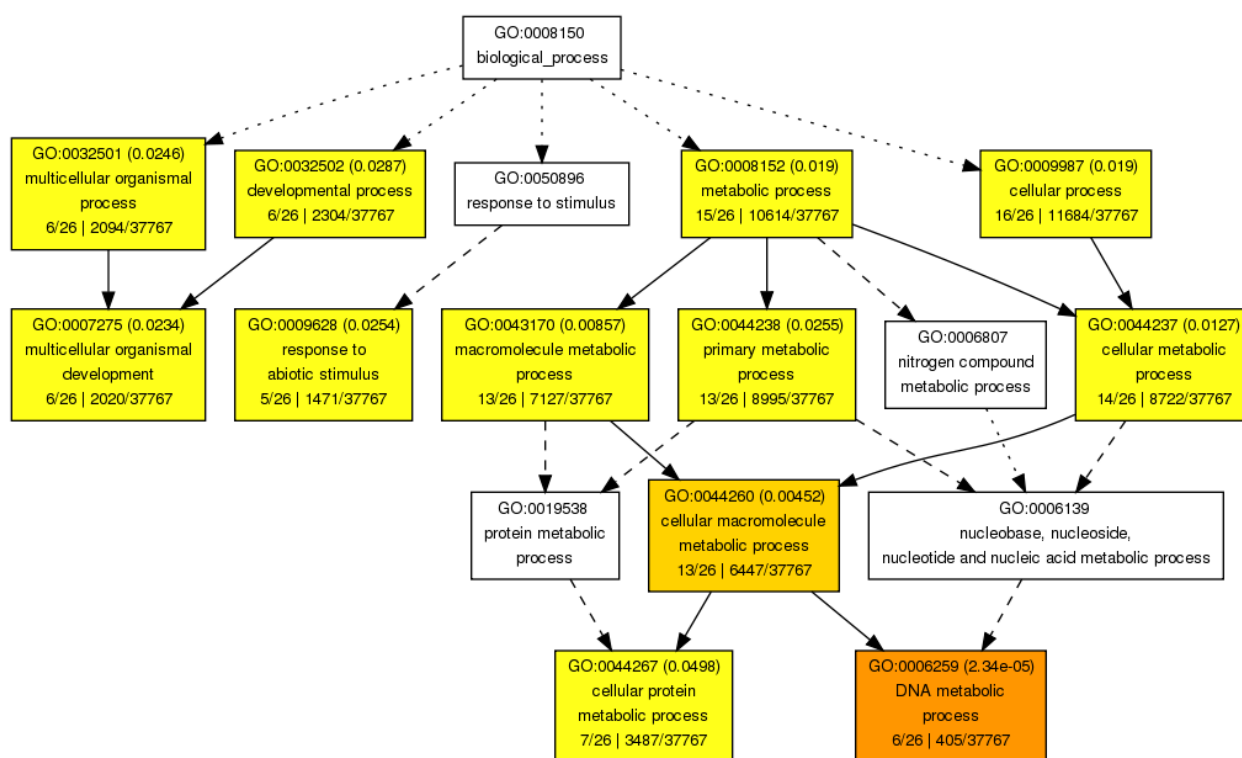 GO:0008150
biological_process
GO:0032501 (0.0246)
multicellular organismal
process
6/26 | 2094/37767
GO:0032502 (0.0287)
developmental process
6/26 | 2304/37767
GO:0050896
response to stimulus
GO:0008152 (0.019)
metabolic process
15/26 | 10614/37767
GO:0009987 (0.019)
cellular process
16/26 | 11684/37767
GO:0007275 (0.0234)
multicellular organismal
development
6/26 | 2020/37767
GO:0009628 (0.0254)
response to
abiotic stimulus
5/26 | 1471/37767
GO:0043170 (0.00857)
macromolecule metabolic
process
13/26 | 7127/37767
GO:0044238 (0.0255)
primary metabolic
process
13/26 | 8995/37767
GO:0006807
nitrogen compound
metabolic process
GO:0044237 (0.0127)
cellular metabolic
process
14/26 | 8722/37767
GO:0019538
protein metabolic
process
GO:0044260 (0.00452)
cellular macromolecule
metabolic process
13/26 | 6447/37767
GO:0006139
nucleobase, nucleoside,
nucleotide and nucleic acid metabolic process
GO:0044267 (0.0498)
cellular protein
metabolic process
7/26 | 3487/37767
GO:0006259 (2.34e-05)
DNA metabolic
process
6/26 | 405/37767